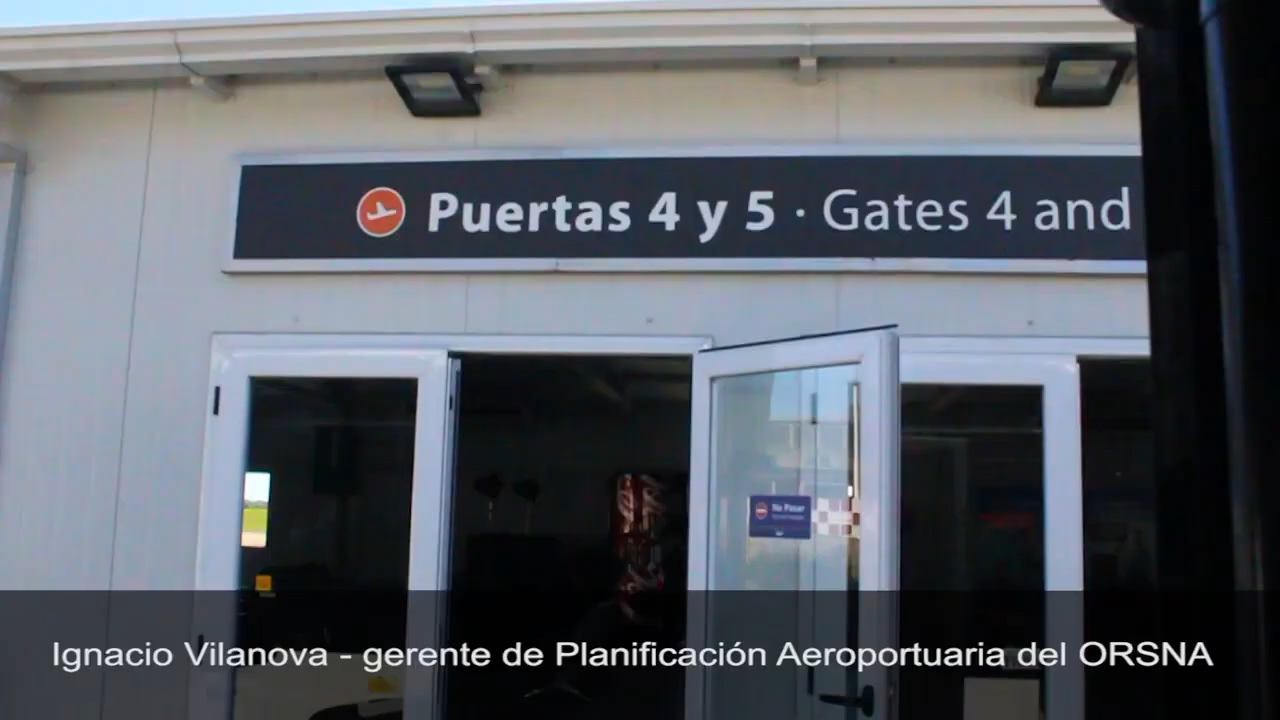 Puertas 4 y 5 · Gates 4 and
No Pasar
Ignacio Vilanova - gerente de Planificación Aeroportuaria del ORSNA